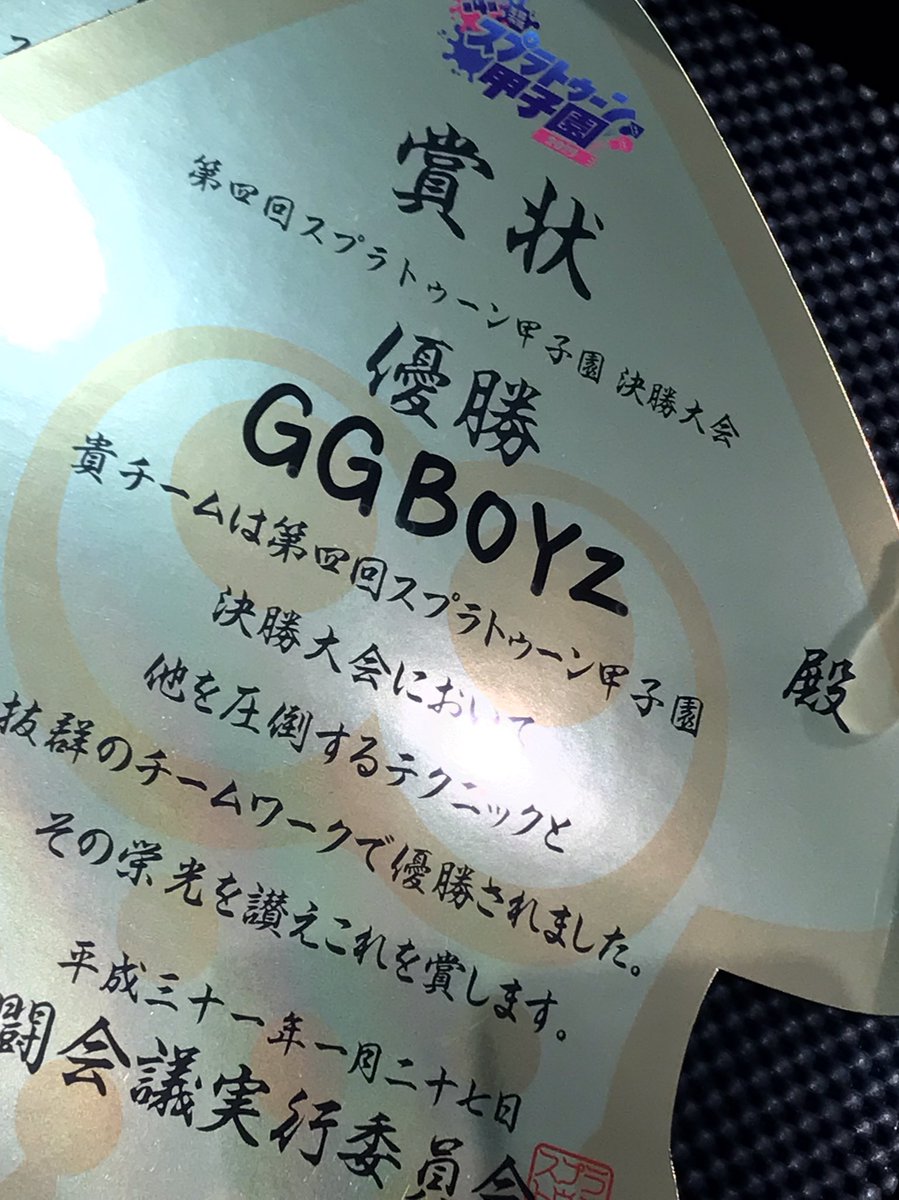 スプラトゥーン
甲子園
2019
賞状
第四回スプラトゥーン甲子園 決勝大会
優勝
GGBOYZ
殿
貴チームは第四回スプラトゥーン甲子園
決勝大会において
他を圧倒するテクニックと
抜群のチームワークで優勝されました。
その栄光を讃えこれを賞します。
平成三十一年一月二十七日
闘会議実行委員会
スプラ